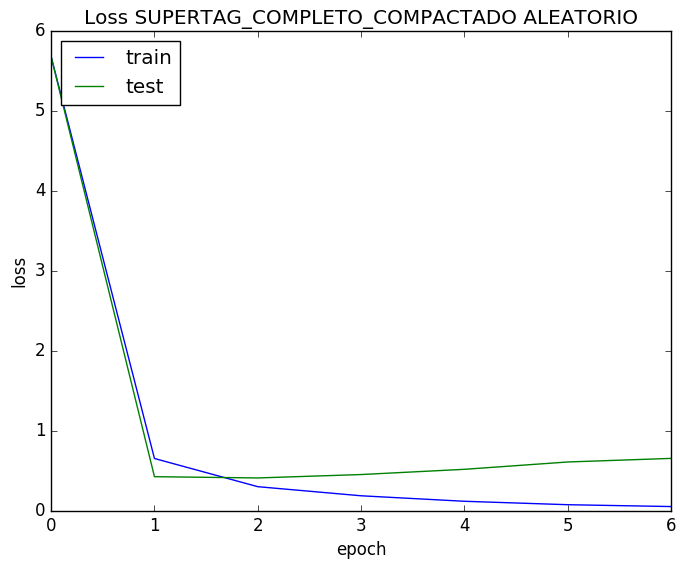 Loss SUPERTAG_COMPLETO_COMPACTADO ALEATORIO
train
test
6
5
4
3
2
1
0
loss
0 1 2 3 4 5 6
epoch